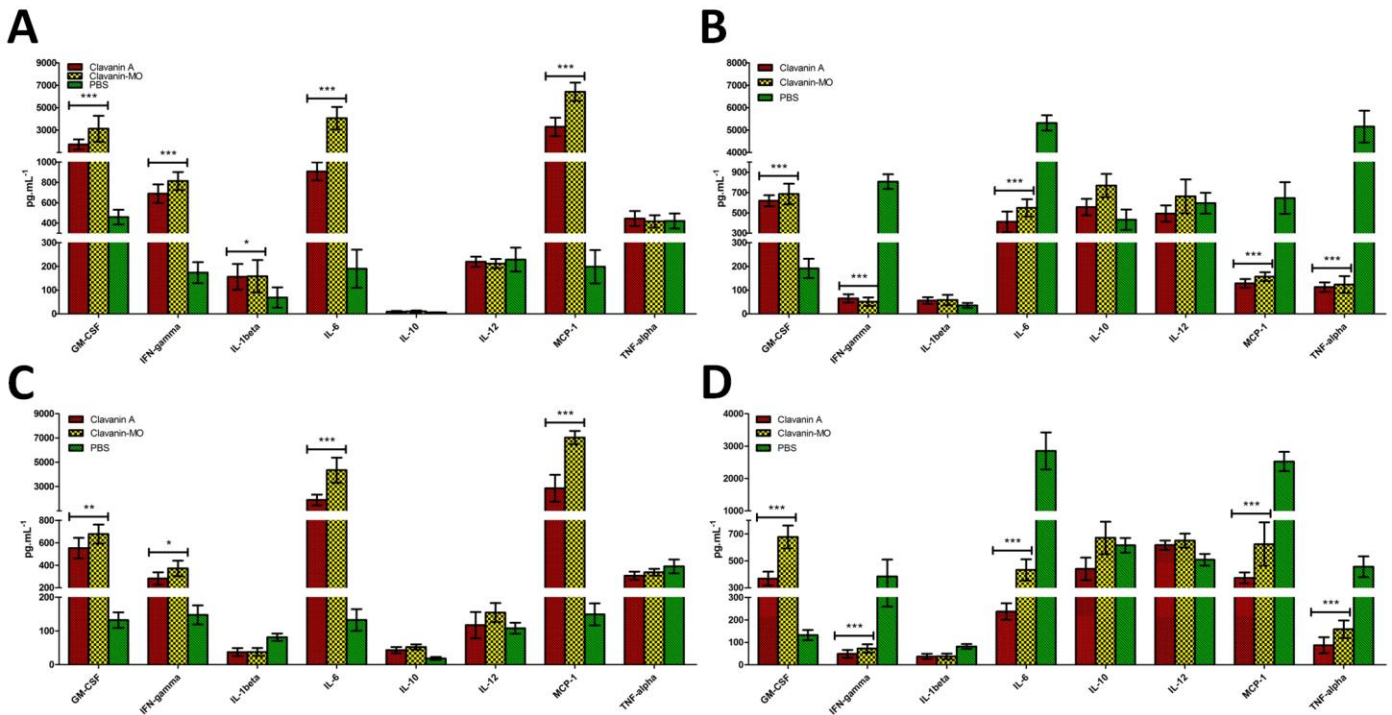 A
Clavanin A
Clavanin-MO
PBS
9000
7000
5000
3000
1000
800
600
400
300
200
100
0
pg.mL-1
***
***
*
***
***
GM-CSF
IFN-gamma
IL-1beta
IL-6
IL-10
IL-12
MCP-1
TNF-alpha
B
Clavanin A
Clavanin-MO
PBS
8000
7000
6000
5000
4000
1000
900
700
500
300
300
200
100
0
pg.mL-1
***
***
***
***
***
GM-CSF
IFN-gamma
IL-1beta
IL-6
IL-10
IL-12
MCP-1
TNF-alpha
C
Clavanin A
Clavanin-MO
PBS
9000
7000
5000
3000
800
600
400
200
200
100
0
pg.mL-1
**
*
***
***
GM-CSF
IFN-gamma
IL-1beta
IL-6
IL-10
IL-12
MCP-1
TNF-alpha
D
Clavanin A
Clavanin-MO
PBS
4000
3000
2000
1000
900
700
500
300
300
200
100
0
pg.mL-1
***
***
***
***
***
GM-CSF
IFN-gamma
IL-1beta
IL-6
IL-10
IL-12
MCP-1
TNF-alpha